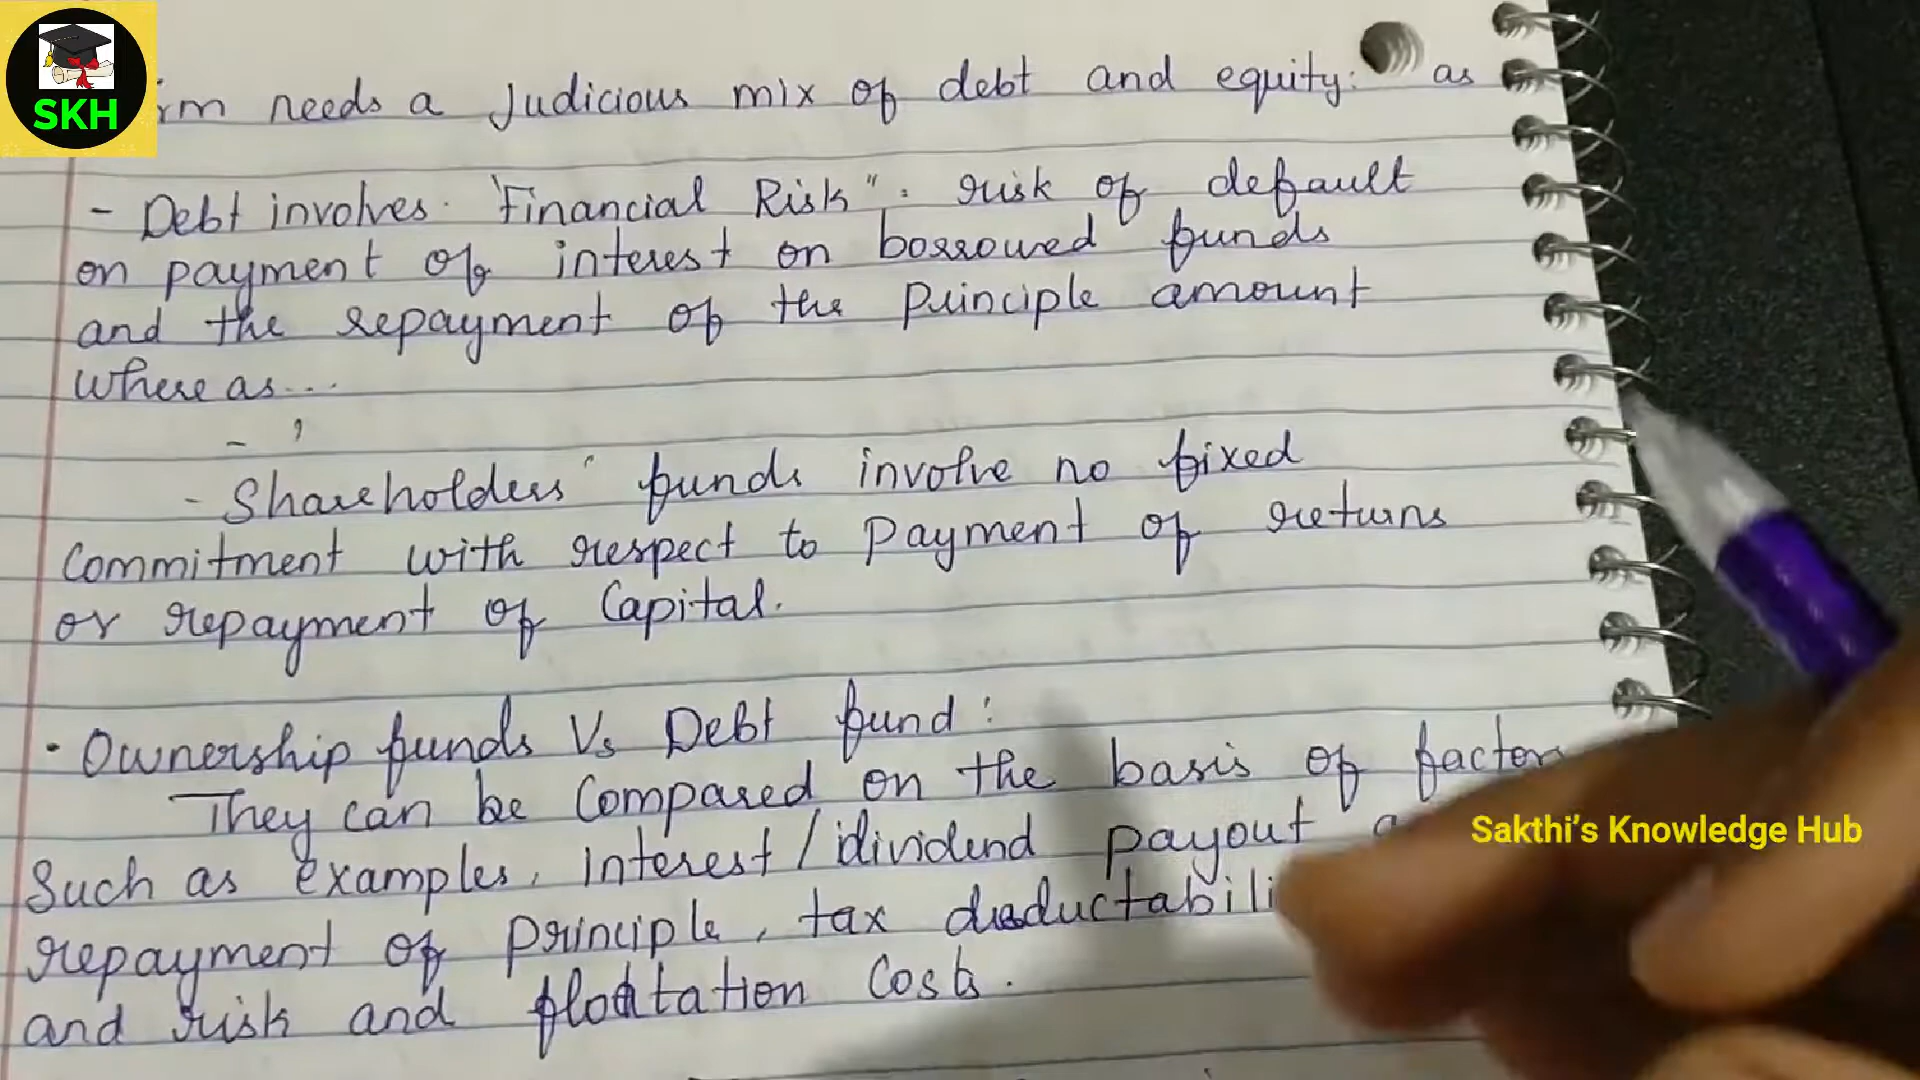 SKH
irm needs a Judicious mix of debt and equity: as
- Debt involves. "Financial Risk": risk of default
on payment of interest on borrowed funds
and the repayment of the Principle amount
where as...
- Shareholders' funds involve no fixed
Commitment with respect to Payment of returns
or repayment of Capital.
• Ownership funds Vs Debt fund:
They can be Compared on the basis of factors
Such as examples, interest/dividend payout
repayment of Principle, tax deductabili
and risk and floatation Costs.
Sakthi's Knowledge Hub